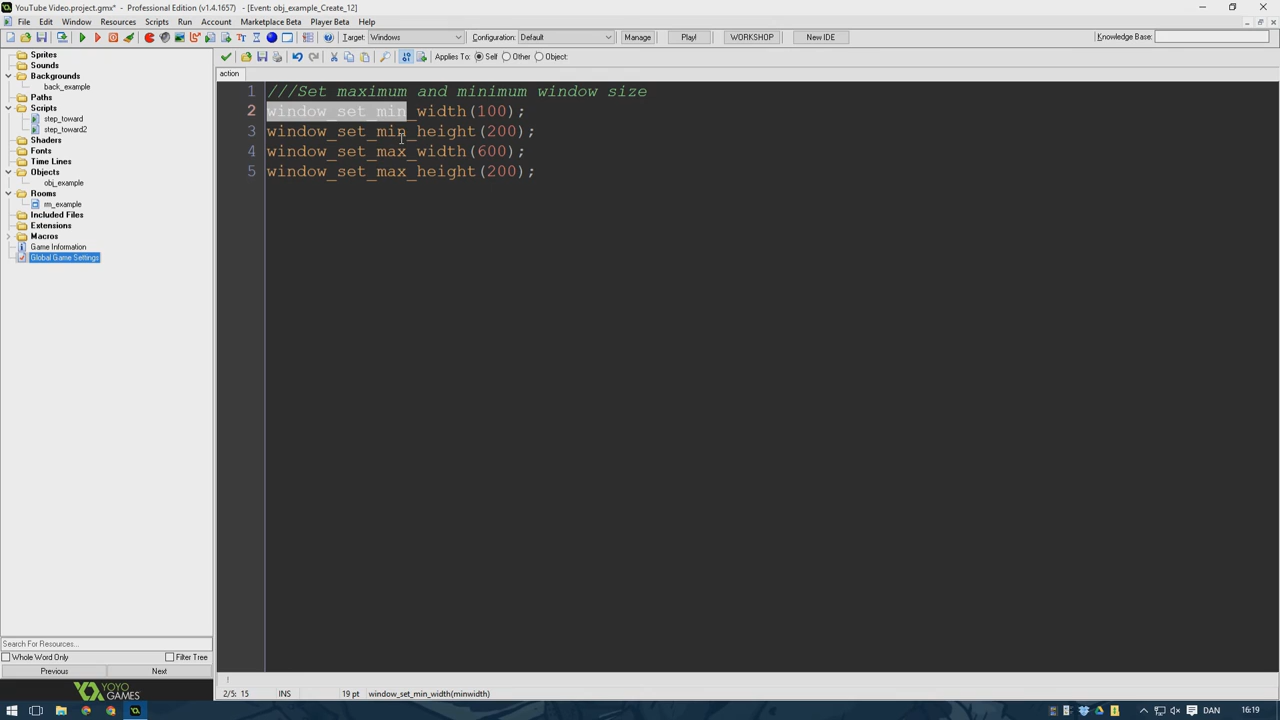 YouTube Video.project.gmx* - Professional Edition (v1.4.1657) - [Event: obj_example_Create_12]
File Edit Window Resources Scripts Run Account Marketplace Beta Player Beta Help
Target: Windows Configuration: Default Manage Play! WORKSHOP New IDE Knowledge Base:
Applies To: Self Other Object:
Sprites
Sounds
Backgrounds
back_example
Paths
Scripts
step_toward
step_toward2
Shaders
Fonts
Time Lines
Objects
obj_example
Rooms
rm_example
Included Files
Extensions
Macros
Game Information
Global Game Settings
Search For Resources...
Whole Word Only Filter Tree
Previous Next
YOYO
GAMES
action
1 ///Set maximum and minimum window size
2 window_set_min_width(100);
3 window_set_min_height(200);
4 window_set_max_width(600);
5 window_set_max_height(200);
2/5: 15 INS 19 pt window_set_min_width(minwidth)
DAN 16:19